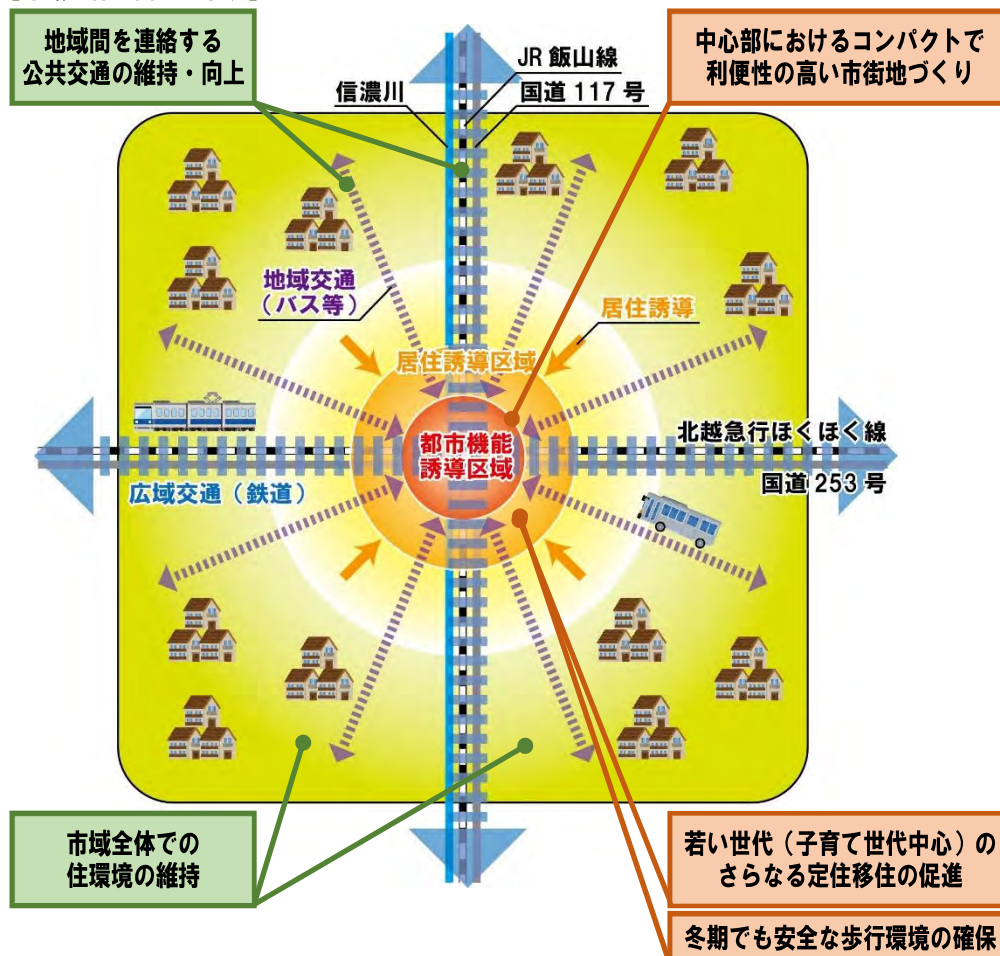 地域間を連絡する
公共交通の維持・向上
中心部におけるコンパクトで
利便性の高い市街地づくり
JR 飯山線
信濃川
国道 117 号
地域交通
（バス等）
居住誘導
居住誘導区域
都市機能
誘導区域
北越急行ほくほく線
国道 253 号
広域交通（鉄道）
市域全体での
住環境の維持
若い世代（子育て世代中心）の
さらなる定住移住の促進
冬期でも安全な歩行環境の確保